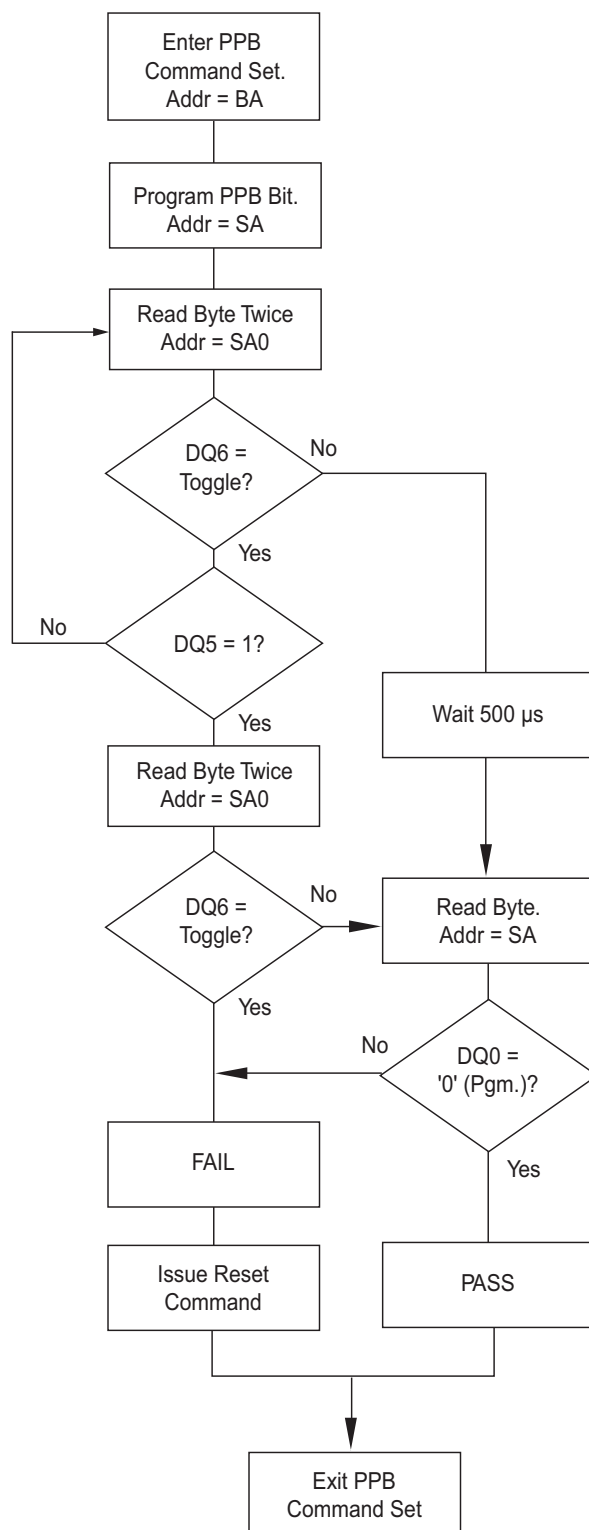 Enter PPB
Command Set.
Addr = BA
Program PPB Bit.
Addr = SA
Read Byte Twice
Addr = SA0
DQ6 =
Toggle?
No
Yes
DQ5 = 1?
No
Yes
Wait 500 µs
Read Byte Twice
Addr = SA0
DQ6 =
Toggle?
No
Yes
Read Byte.
Addr = SA
DQ0 =
'0' (Pgm.)?
No
Yes
FAIL
Issue Reset
Command
PASS
Exit PPB
Command Set